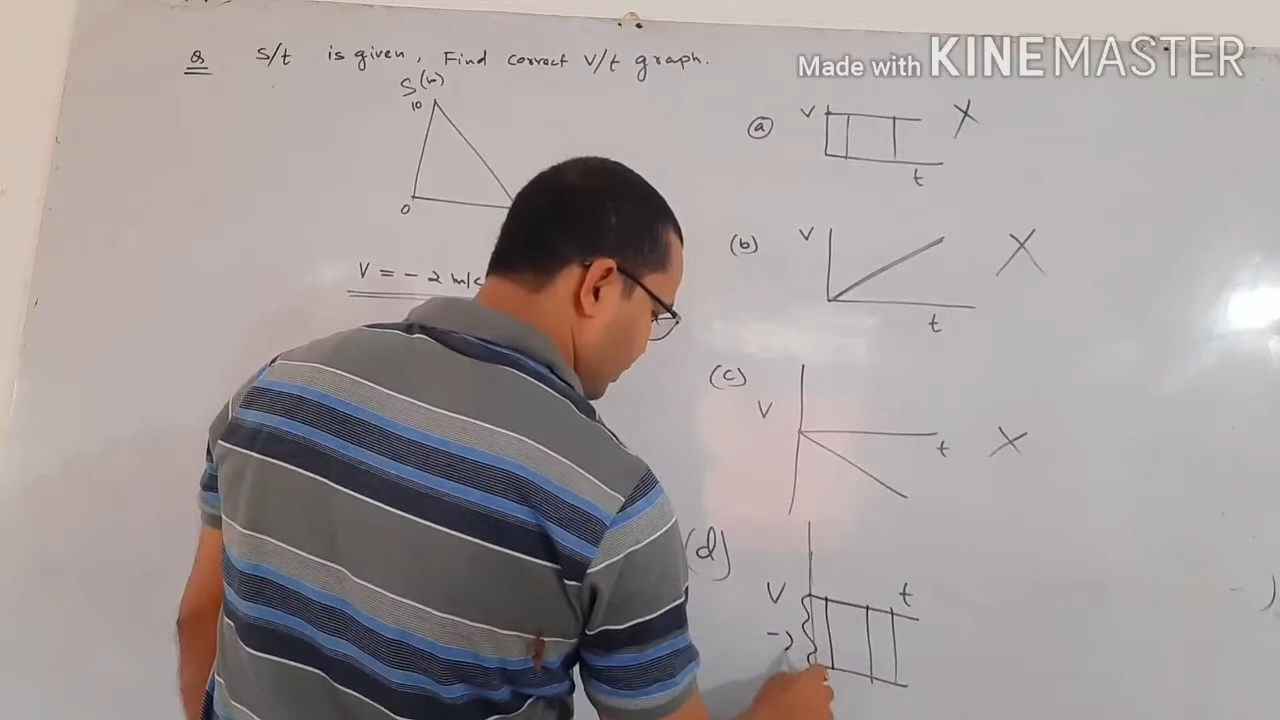 Q S/t is given, Find correct V/t graph.
Made with KINEMASTER
S(m)
10
0
V = - 2 m/s
(a) V t X
(b) V t X
(c) V t X
(d) V t
-2